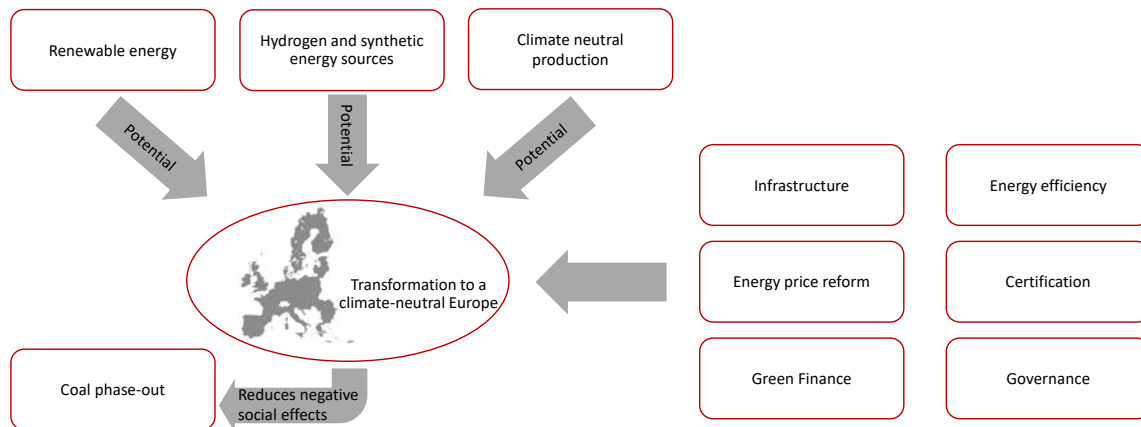 Renewable energy
Hydrogen and synthetic
energy sources
Climate neutral
production
Potential
Potential
Potential
Infrastructure
Energy efficiency
Energy price reform
Certification
Green Finance
Governance
Transformation to a
climate-neutral Europe
Coal phase-out
Reduces negative
social effects